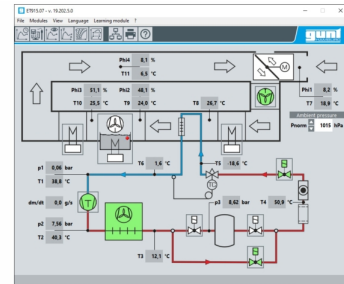 ET915.07 - v. 19.202.5.0
File Modules View Language Learning module ?
gunt
Phi4 0,1 %
T11 6,5 °C
Phi3 51,1 %
Phi2 48,1 %
Phi1 8,2 %
T10 25,5 °C
T9 24,0 °C
T8 26,7 °C
T7 18,9 °C
Ambient pressure
Pnorm 1015 hPa
M
M
M
T6 1,6 °C
T5 -18,6 °C
p1 0,06 bar
T1 38,8 °C
TC
dm/dt 0,0 g/s
T
p3 8,62 bar
T4 50,9 °C
p2 7,56 bar
T2 40,3 °C
T3 12,1 °C